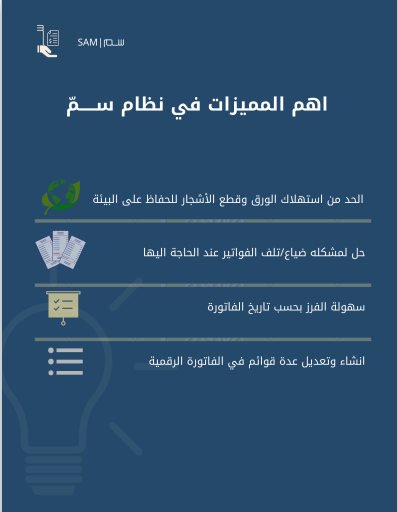 SAM|سـم
اهم المميزات في نظام ســـمّ
الحد من استهلاك الورق وقطع الأشجار للحفاظ على البيئة
حل لمشكله ضياع/تلف الفواتير عند الحاجة اليها
سهولة الفرز بحسب تاريخ الفاتورة
انشاء وتعديل عدة قوائم في الفاتورة الرقمية